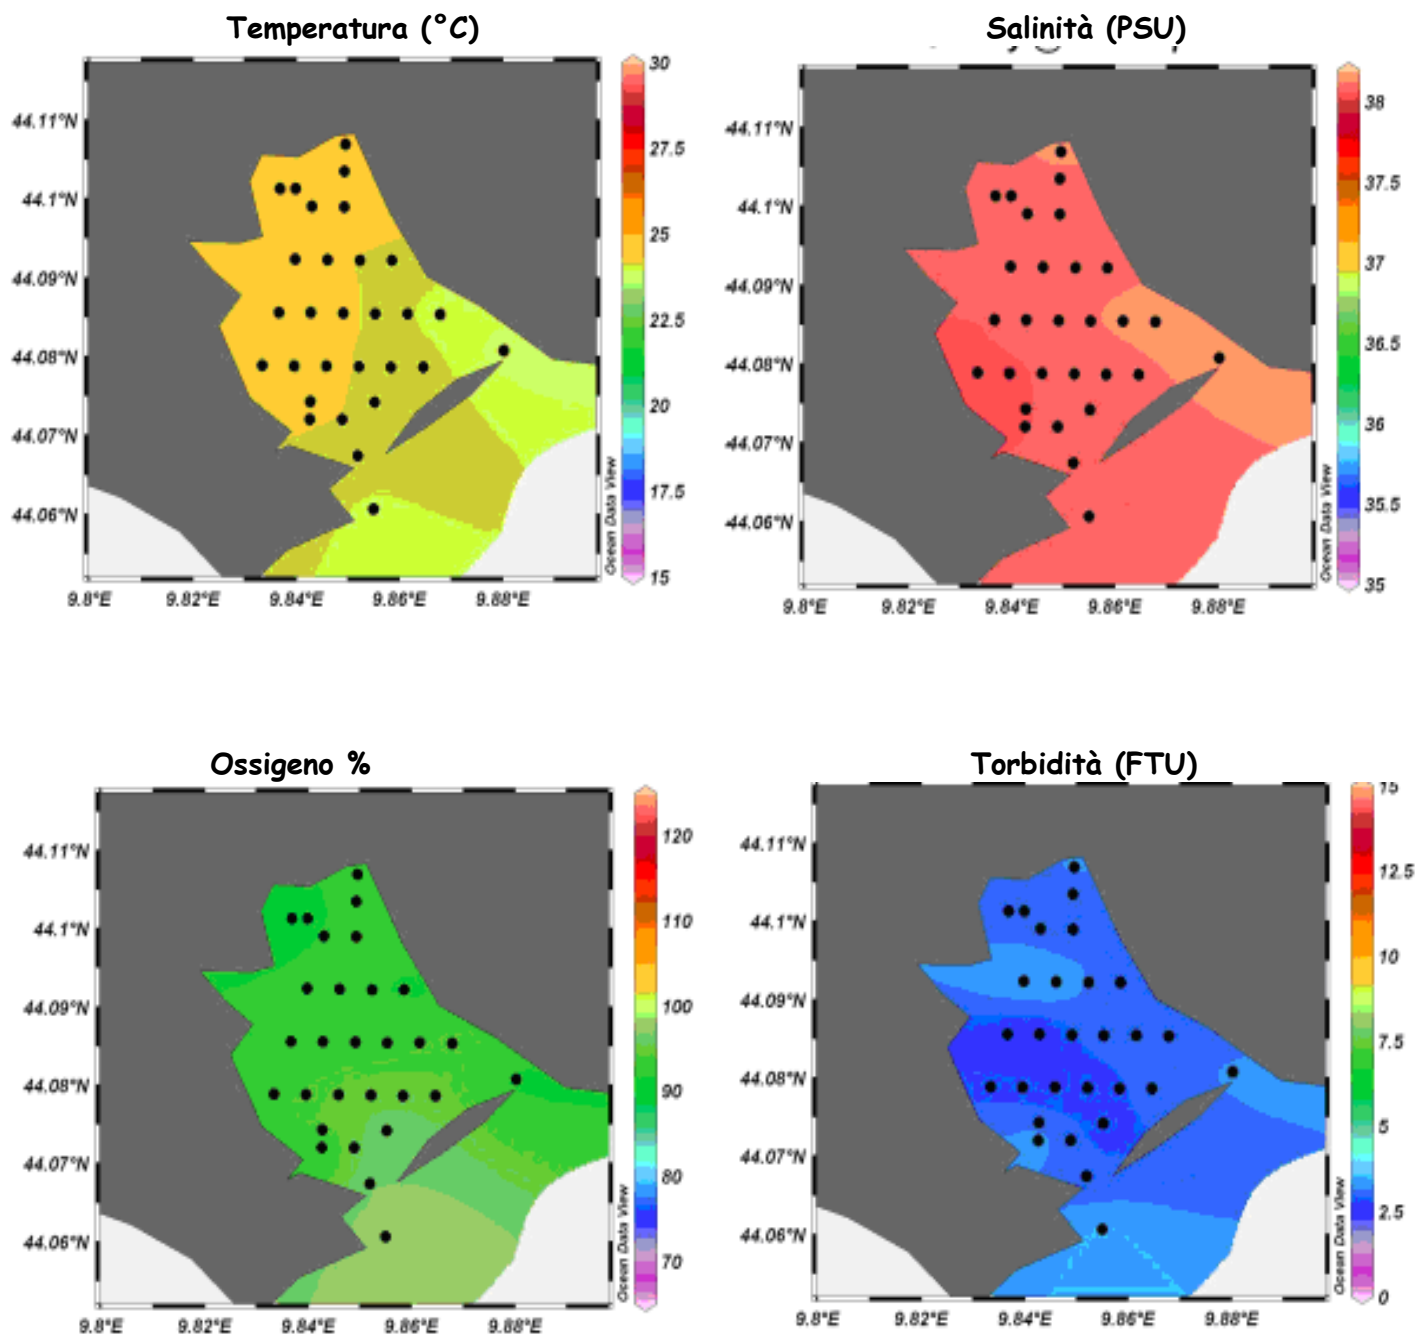 Temperatura (°C)
30
44.11°N
27.5
44.1°N
25
44.09°N
22.5
44.08°N
20
44.07°N
17.5
44.06°N
15
Ocean Data View
9.8°E 9.82°E 9.84°E 9.86°E 9.88°E
Salinità (PSU)
38
44.11°N
37.5
44.1°N
37
44.09°N
36.5
44.08°N
36
44.07°N
35.5
44.06°N
35
Ocean Data View
9.8°E 9.82°E 9.84°E 9.86°E 9.88°E
Ossigeno %
120
44.11°N
110
44.1°N
100
44.09°N
90
44.08°N
80
44.07°N
70
44.06°N
Ocean Data View
9.8°E 9.82°E 9.84°E 9.86°E 9.88°E
Torbidità (FTU)
15
44.11°N
12.5
44.1°N
10
44.09°N
7.5
44.08°N
5
44.07°N
2.5
44.06°N
0
Ocean Data View
9.8°E 9.82°E 9.84°E 9.86°E 9.88°E